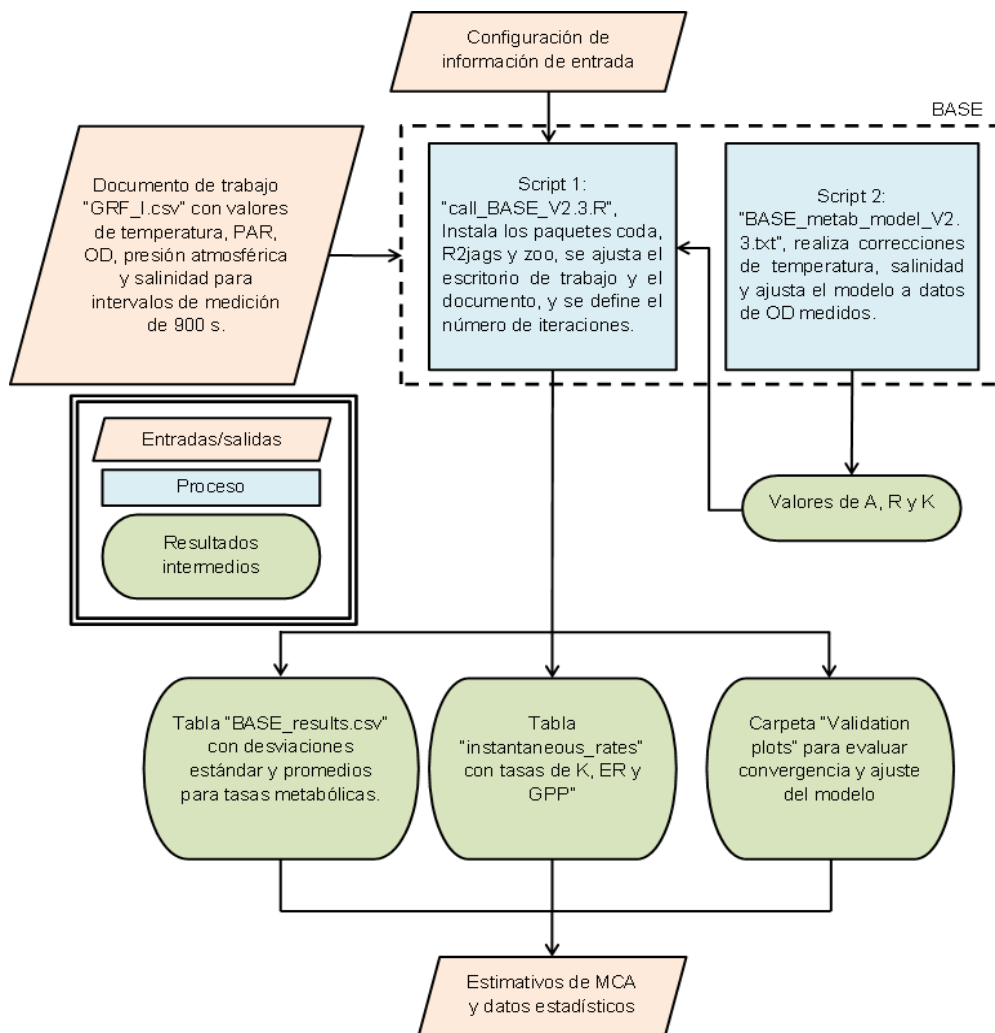 Configuración de
información de entrada
BASE
Documento de trabajo
"GRF_I.csv" con valores
de temperatura, PAR,
OD, presión atmosférica
y salinidad para
intervalos de medición
de 900 s.
Script 1:
"call_BASE_V2.3.R",
Instala los paquetes coda,
R2jags y zoo, se ajusta el
escritorio de trabajo y el
documento, y se define el
número de iteraciones.
Script 2:
"BASE_metab_model_V2.
3.txt", realiza correcciones
de temperatura, salinidad
y ajusta el modelo a datos
de OD medidos.
Entradas/salidas
Proceso
Resultados
intermedios
Valores de A, R y K
Tabla "BASE_results.csv"
con desviaciones
estándar y promedios
para tasas metabólicas.
Tabla
"instantaneous_rates"
con tasas de K, ER y
GPP"
Carpeta "Validation
plots" para evaluar
convergencia y ajuste
del modelo
Estimativos de MCA
y datos estadísticos